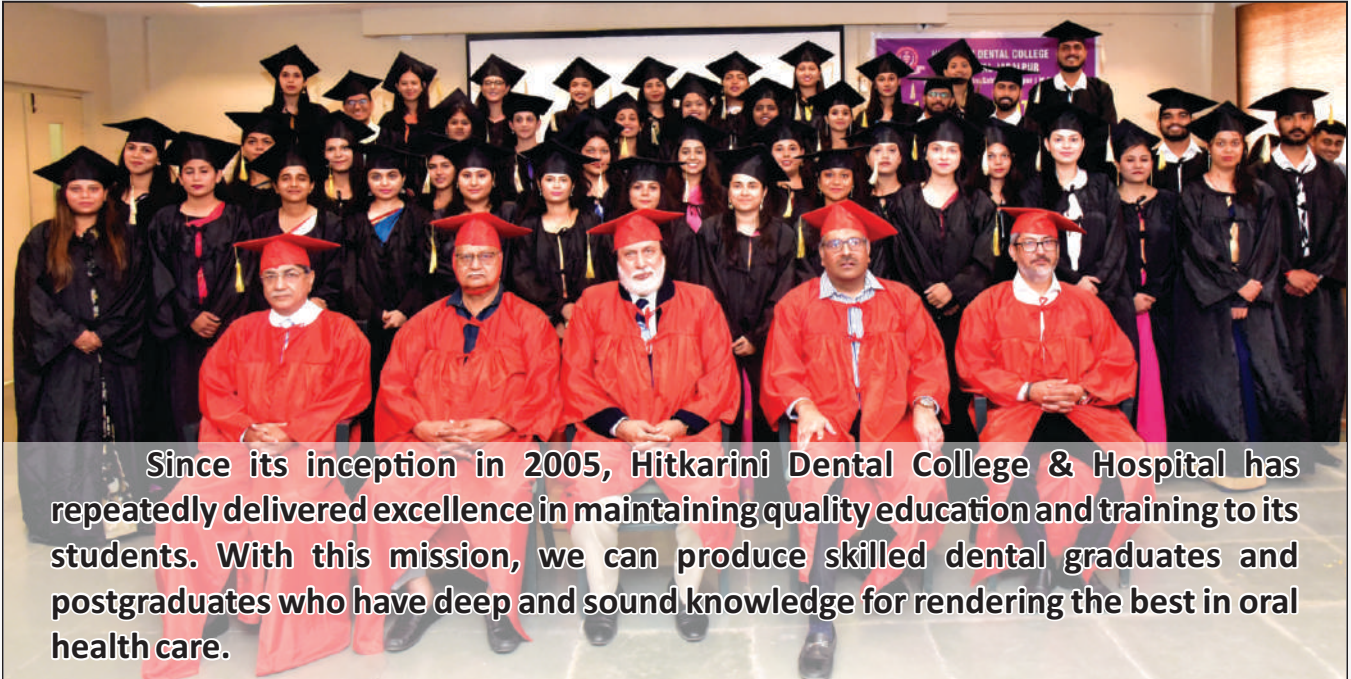 DENTAL COLLEGE
Since its inception in 2005, Hitkarini Dental College & Hospital has
repeatedly delivered excellence in maintaining quality education and training to its
students. With this mission, we can produce skilled dental graduates and
postgraduates who have deep and sound knowledge for rendering the best in oral
health care.